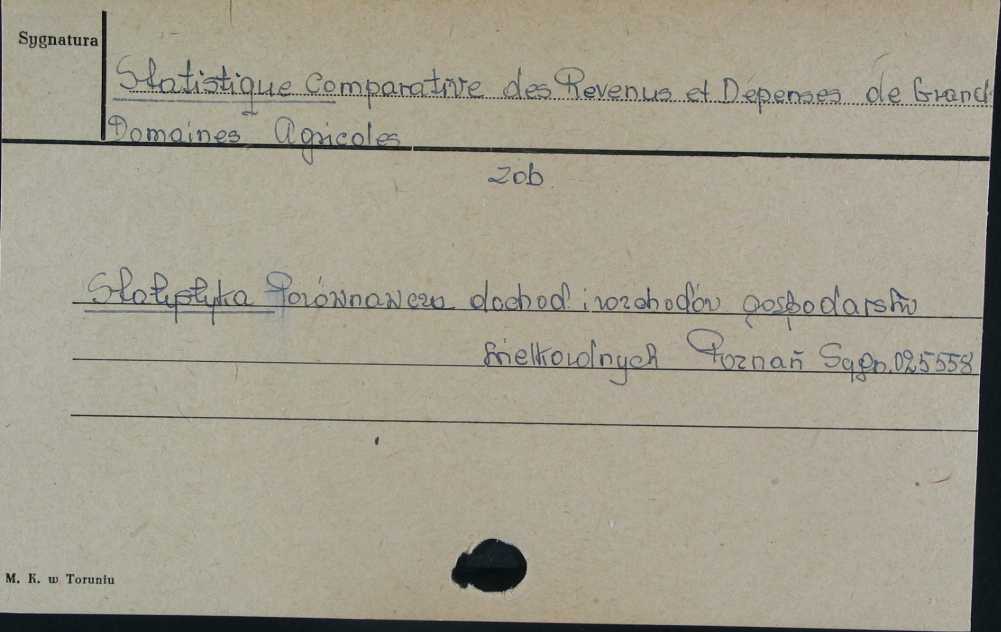 Sygnatura
Statistique Comparative des Revenus et Depenses de Grand
Domaines Agricoles
Zob
Statystyka Porównawcza dochod. i rozchodów gospodarstw
wielkorolnych Poznań Sygn. 025558
M. K. w Toruniu